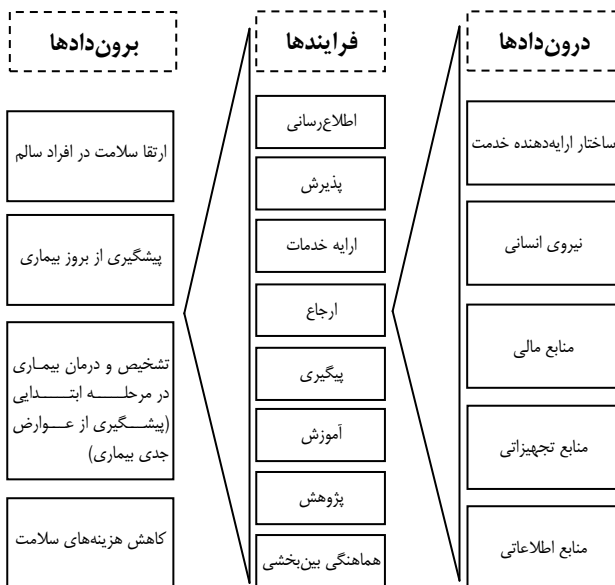 درون‌دادها
ساختار ارایه‌دهنده خدمت
نیروی انسانی
منابع مالی
منابع تجهیزاتی
منابع اطلاعاتی
فرایندها
اطلاع‌رسانی
پذیرش
ارایه خدمات
ارجاع
پیگیری
آموزش
پژوهش
هماهنگی بین‌بخشی
برون‌دادها
ارتقا سلامت در افراد سالم
پیشگیری از بروز بیماری
تشخیص و درمان بیماری
در مرحله ابتدایی
(پیشگیری از عوارض
جدی بیماری)
کاهش هزینه‌های سلامت